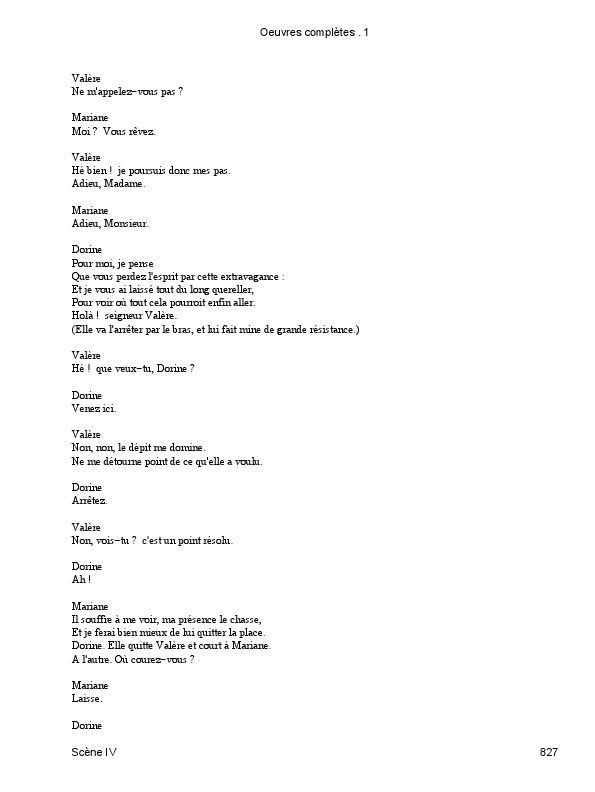 Oeuvres complètes . 1
Valère
Ne m'appelez−vous pas ?
Mariane
Moi ?  Vous rêvez.
Valère
Hé bien !  je poursuis donc mes pas.
Adieu, Madame.
Mariane
Adieu, Monsieur.
Dorine
Pour moi, je pense
Que vous perdez l'esprit par cette extravagance :
Et je vous ai laissé tout du long quereller,
Pour voir où tout cela pourroit enfin aller.
Holà !  seigneur Valère.
(Elle va l'arrêter par le bras, et lui fait mine de grande résistance.)
Valère
Hé !  que veux−tu, Dorine ?
Dorine
Venez ici.
Valère
Non, non, le dépit me domine.
Ne me détourne point de ce qu'elle a voulu.
Dorine
Arrêtez.
Valère
Non, vois−tu ?  c'est un point résolu.
Dorine
Ah !
Mariane
Il souffre à me voir, ma présence le chasse,
Et je ferai bien mieux de lui quitter la place.
Dorine. Elle quitte Valère et court à Mariane.
A l'autre. Où courez−vous ?
Mariane
Laisse.
Dorine
Scène IV
827